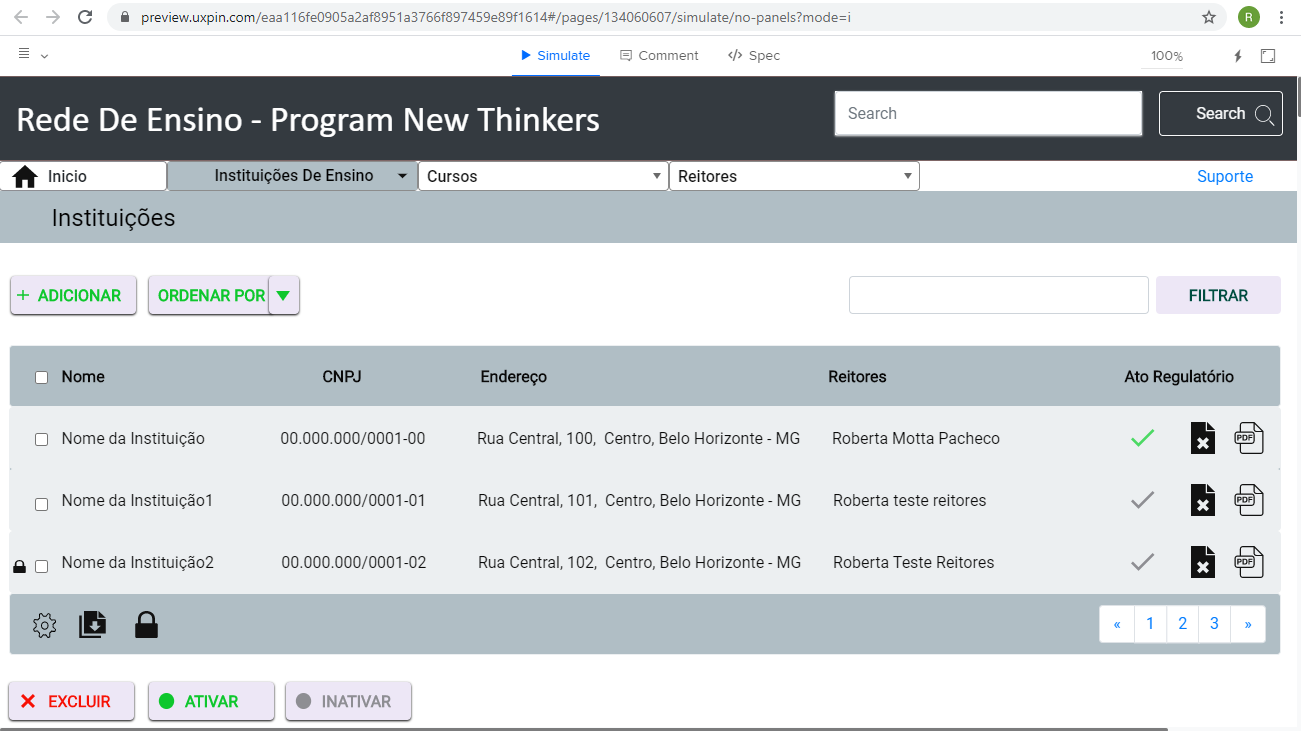 preview.uxpin.com/eaa116fe0905a2af8951a3766f897459e89f1614#/pages/134060607/simulate/no-panels?mode=i
R
Simulate Comment Spec 100%
Rede De Ensino - Program New Thinkers Search Search
Inicio Instituições De Ensino Cursos Reitores Suporte
Instituições
+ ADICIONAR ORDENAR POR FILTRAR
Nome CNPJ Endereço Reitores Ato Regulatório
Nome da Instituição 00.000.000/0001-00 Rua Central, 100, Centro, Belo Horizonte - MG Roberta Motta Pacheco PDF
Nome da Instituição1 00.000.000/0001-01 Rua Central, 101, Centro, Belo Horizonte - MG Roberta teste reitores PDF
Nome da Instituição2 00.000.000/0001-02 Rua Central, 102, Centro, Belo Horizonte - MG Roberta Teste Reitores PDF
« 1 2 3 »
EXCLUIR ATIVAR INATIVAR